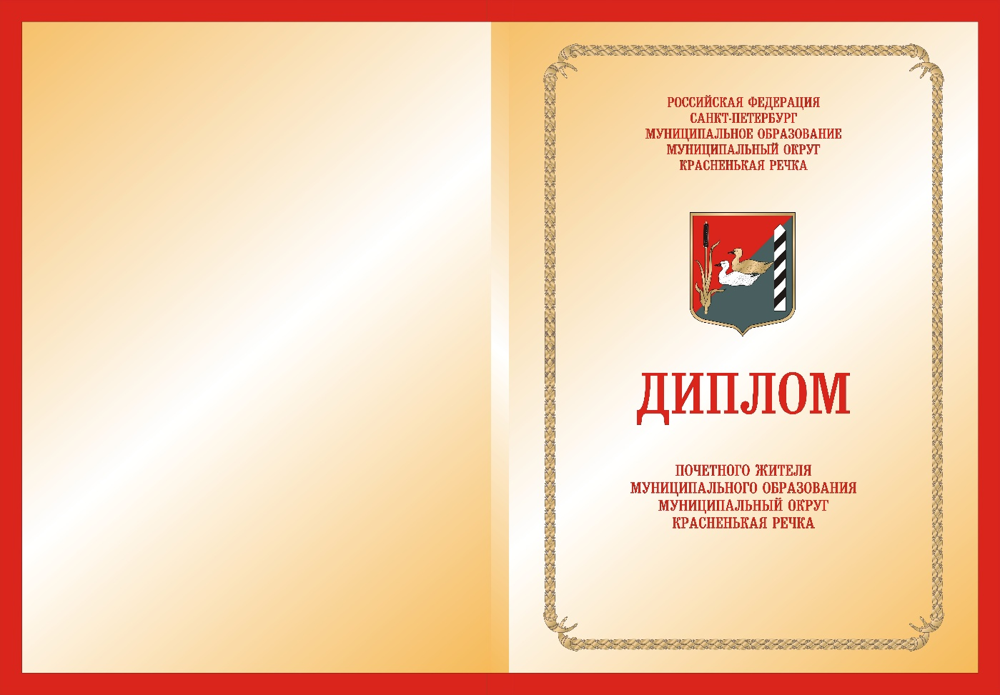 РОССИЙСКАЯ ФЕДЕРАЦИЯ
САНКТ-ПЕТЕРБУРГ
МУНИЦИПАЛЬНОЕ ОБРАЗОВАНИЕ
МУНИЦИПАЛЬНЫЙ ОКРУГ
КРАСНЕНЬКАЯ РЕЧКА
ДИПЛОМ
ПОЧЕТНОГО ЖИТЕЛЯ
МУНИЦИПАЛЬНОГО ОБРАЗОВАНИЯ
МУНИЦИПАЛЬНЫЙ ОКРУГ
КРАСНЕНЬКАЯ РЕЧКА